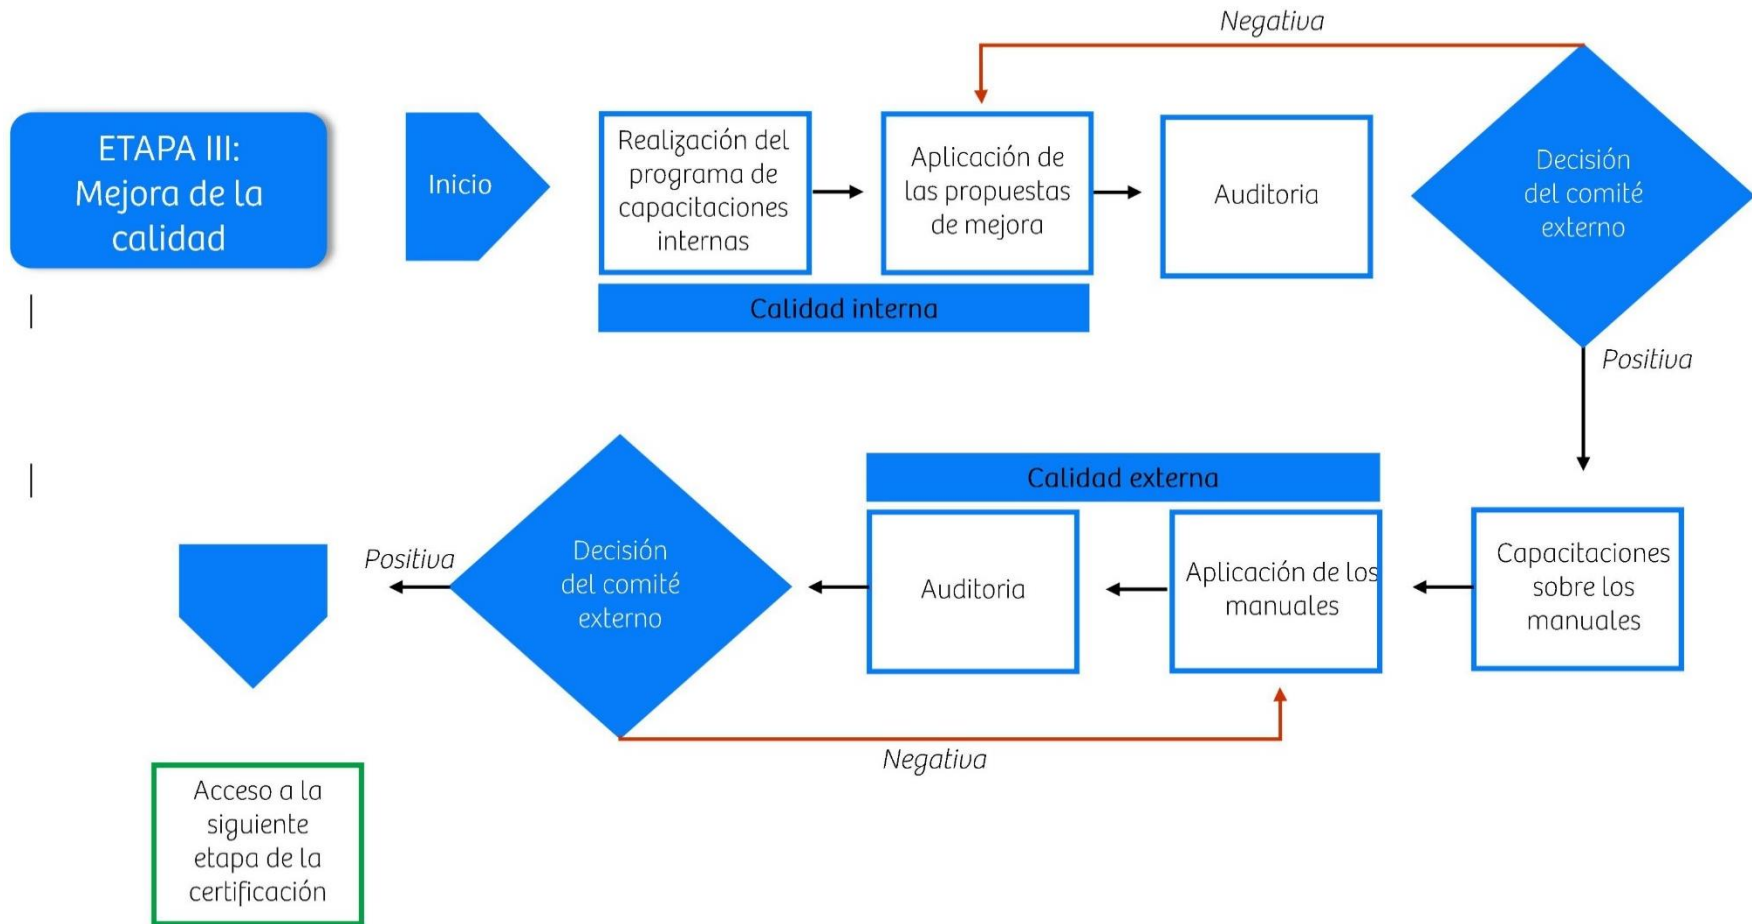 Negativa
ETAPA III:
Mejora de la
calidad
Inicio
Realización del
programa de
capacitaciones
internas
Aplicación de
las propuestas
de mejora
Auditoria
Decisión
del comité
externo
Calidad interna
Positiva
Calidad externa
Capacitaciones
sobre los
manuales
Aplicación de los
manuales
Auditoria
Decisión
del comité
externo
Positiva
Negativa
Acceso a la
siguiente
etapa de la
certificación